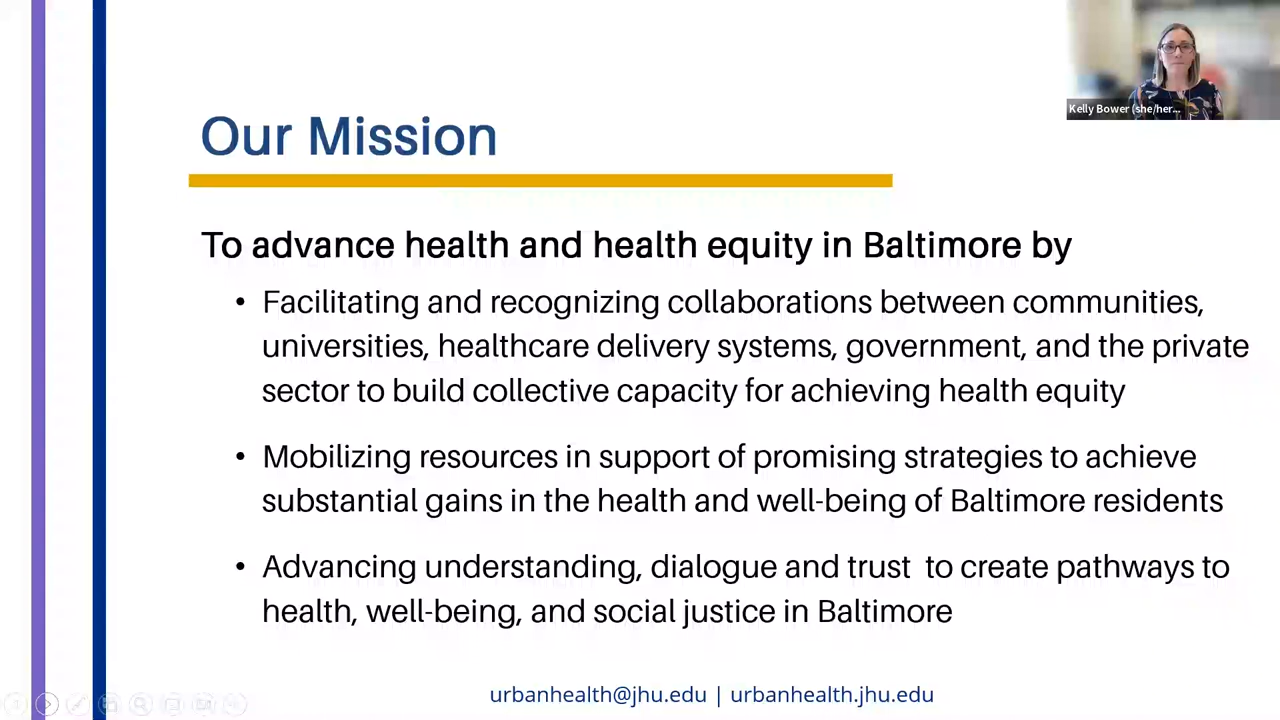 Kelly Bower (she/her...
Our Mission
To advance health and health equity in Baltimore by
• Facilitating and recognizing collaborations between communities,
universities, healthcare delivery systems, government, and the private
sector to build collective capacity for achieving health equity
• Mobilizing resources in support of promising strategies to achieve
substantial gains in the health and well-being of Baltimore residents
• Advancing understanding, dialogue and trust  to create pathways to
health, well-being, and social justice in Baltimore
urbanhealth@jhu.edu | urbanhealth.jhu.edu